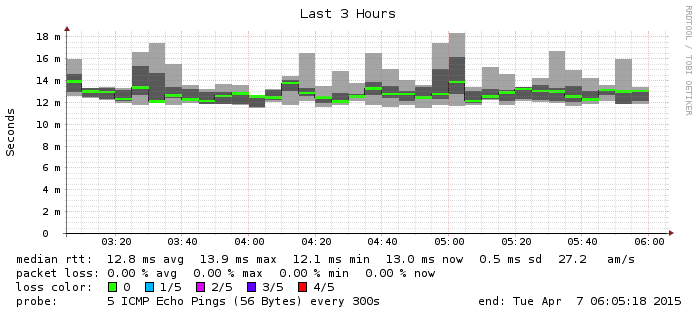 Last 3 Hours
RRDTOOL / TOBI OETIKER
Seconds
18 m
16 m
14 m
12 m
10 m
8 m
6 m
4 m
2 m
0
03:20 03:40 04:00 04:20 04:40 05:00 05:20 05:40 06:00
median rtt: 12.8 ms avg 13.9 ms max 12.1 ms min 13.0 ms now 0.5 ms sd 27.2 am/s
packet loss: 0.00 % avg 0.00 % max 0.00 % min 0.00 % now
loss color: 0 1/5 2/5 3/5 4/5
probe: 5 ICMP Echo Pings (56 Bytes) every 300s end: Tue Apr 7 06:05:18 2015